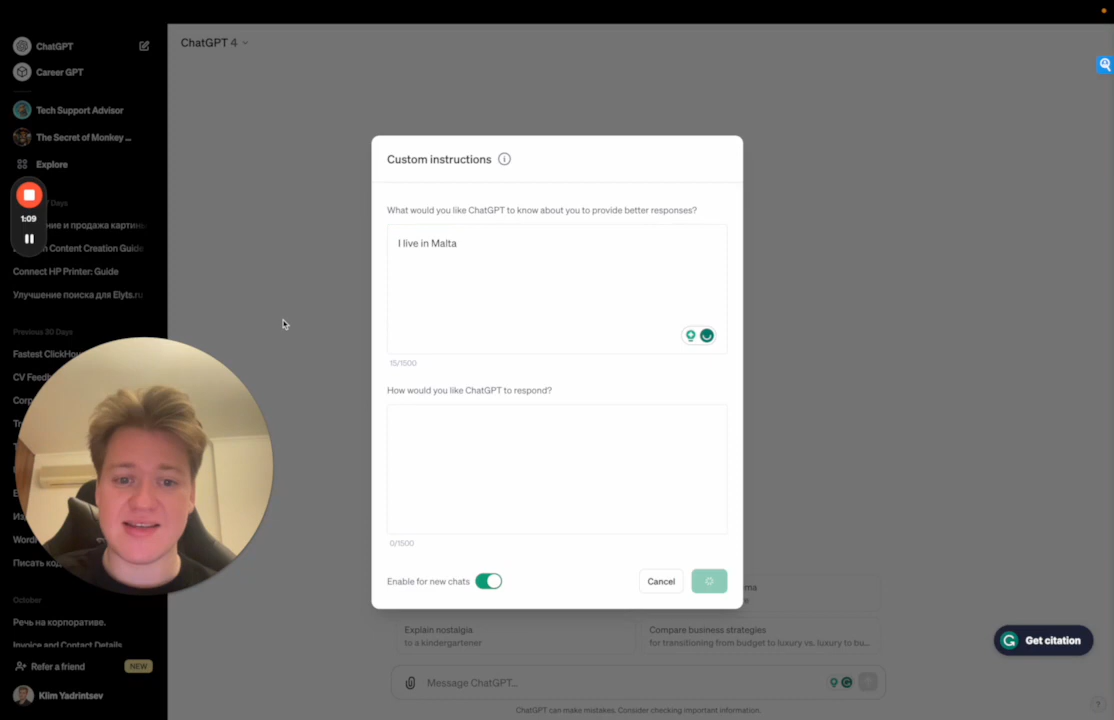 ChatGPT
Career GPT
Tech Support Advisor
The Secret of Monkey ...
Explore
Days
1:09
ние и продажа картин
Content Creation Guide
Connect HP Printer: Guide
Улучшение поиска для Elyts.ru
Previous 30 Days
Fastest ClickHou
CV Feedb
Word
Писать код
October
Речь на корпоративе.
Invoice and Contact Details
Refer a friend
NEW
Klim Yadrintsev
ChatGPT 4
Custom instructions
What would you like ChatGPT to know about you to provide better responses?
I live in Malta
15/1500
How would you like ChatGPT to respond?
0/1500
Enable for new chats
Cancel
Explain nostalgia
to a kindergartener
Compare business strategies
for transitioning from budget to luxury vs. luxury to bu...
Message ChatGPT...
ChatGPT can make mistakes. Consider checking important information.
Get citation
?